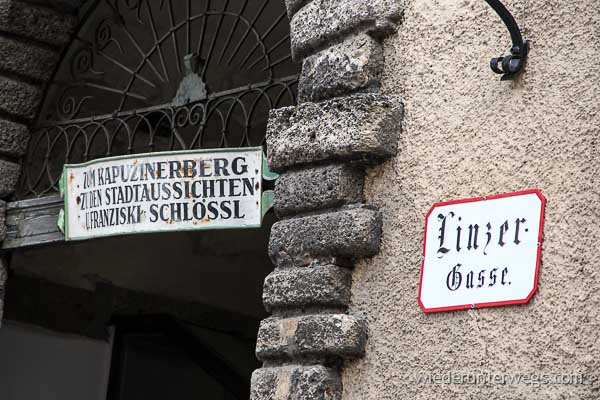 ZUM KAPUZINERBERG
ZU DEN STADTAUSSICHTEN
U. FRANZISKI SCHLÖSSL
Linzer-
Gasse.
wiederunterwegs.com